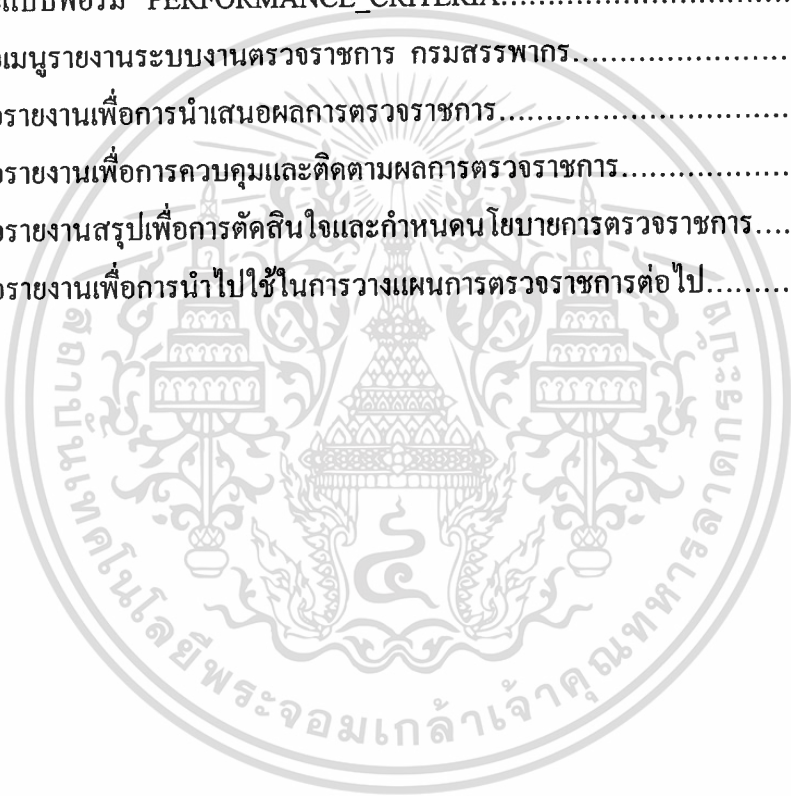 แบบฟอร์ม PERFORMANCE_CRITERIA
เมนูรายงานระบบงานตรวจราชการ กรมสรรพากร
รายงานเพื่อการนำเสนอผลการตรวจราชการ
รายงานเพื่อการควบคุมและติดตามผลการตรวจราชการ
รายงานสรุปเพื่อการตัดสินใจและกำหนดนโยบายการตรวจราชการ
รายงานเพื่อการนำไปใช้ในการวางแผนการตรวจราชการต่อไป
สถาบันเทคโนโลยีพระจอมเกล้าเจ้าคุณทหารลาดกระบัง